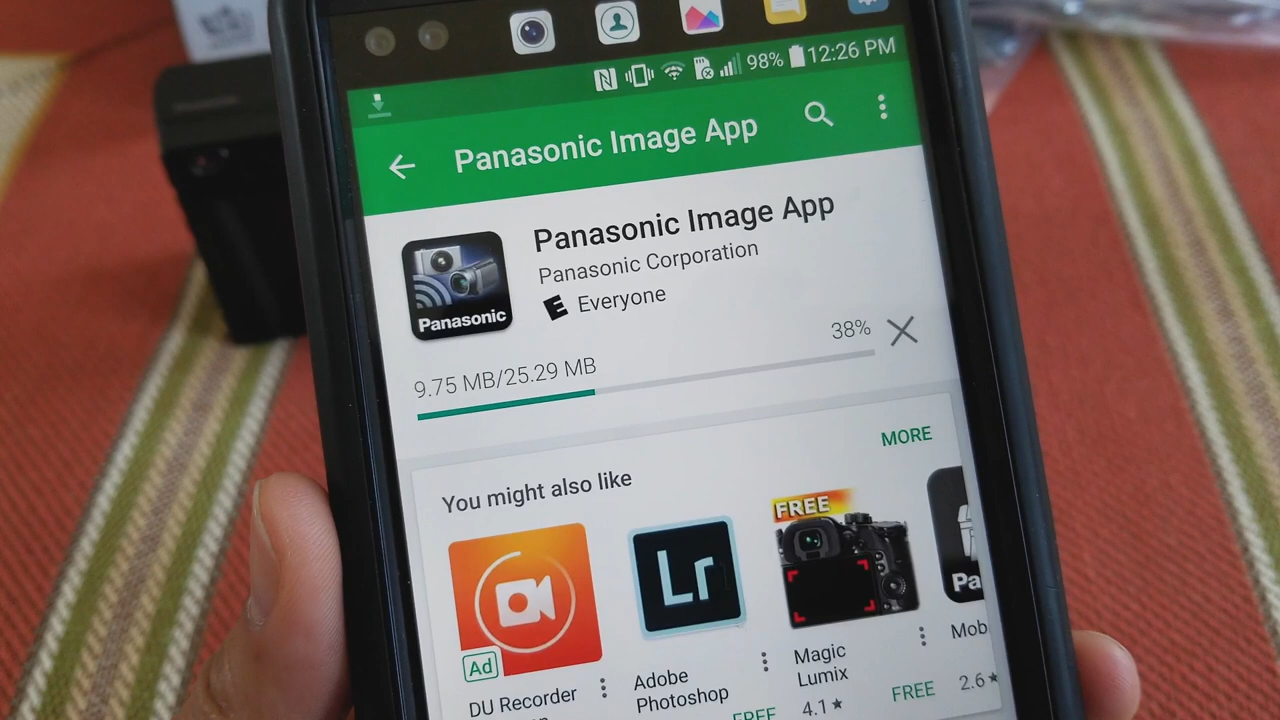 98% 12:26 PM
Panasonic Image App
Panasonic Image App
Panasonic Corporation
E Everyone
Panasonic
38%
9.75 MB/25.29 MB
MORE
You might also like
FREE
Lr
Pa
Ad
DU Recorder
Adobe
Photoshop
FREE
Magic
Lumix
4.1★
FREE
Mob
2.6★